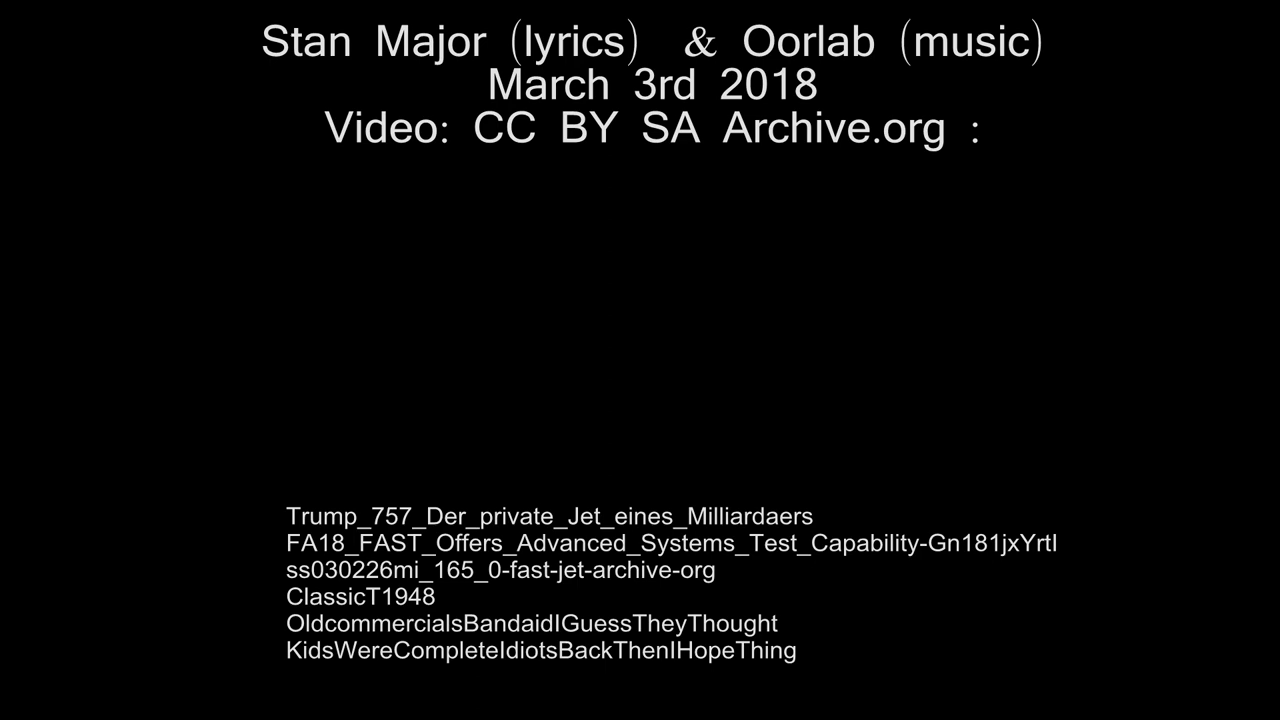 Stan Major (lyrics) & Oorlab (music)
March 3rd 2018
Video: CC BY SA Archive.org :
Trump_757_Der_private_Jet_eines_Milliardaers
FA18_FAST_Offers_Advanced_Systems_Test_Capability-Gn181jxYrtI
ss030226mi_165_0-fast-jet-archive-org
ClassicT1948
OldcommercialsBandaidIGuessTheyThought
KidsWereCompleteIdiotsBackThenIHopeThing